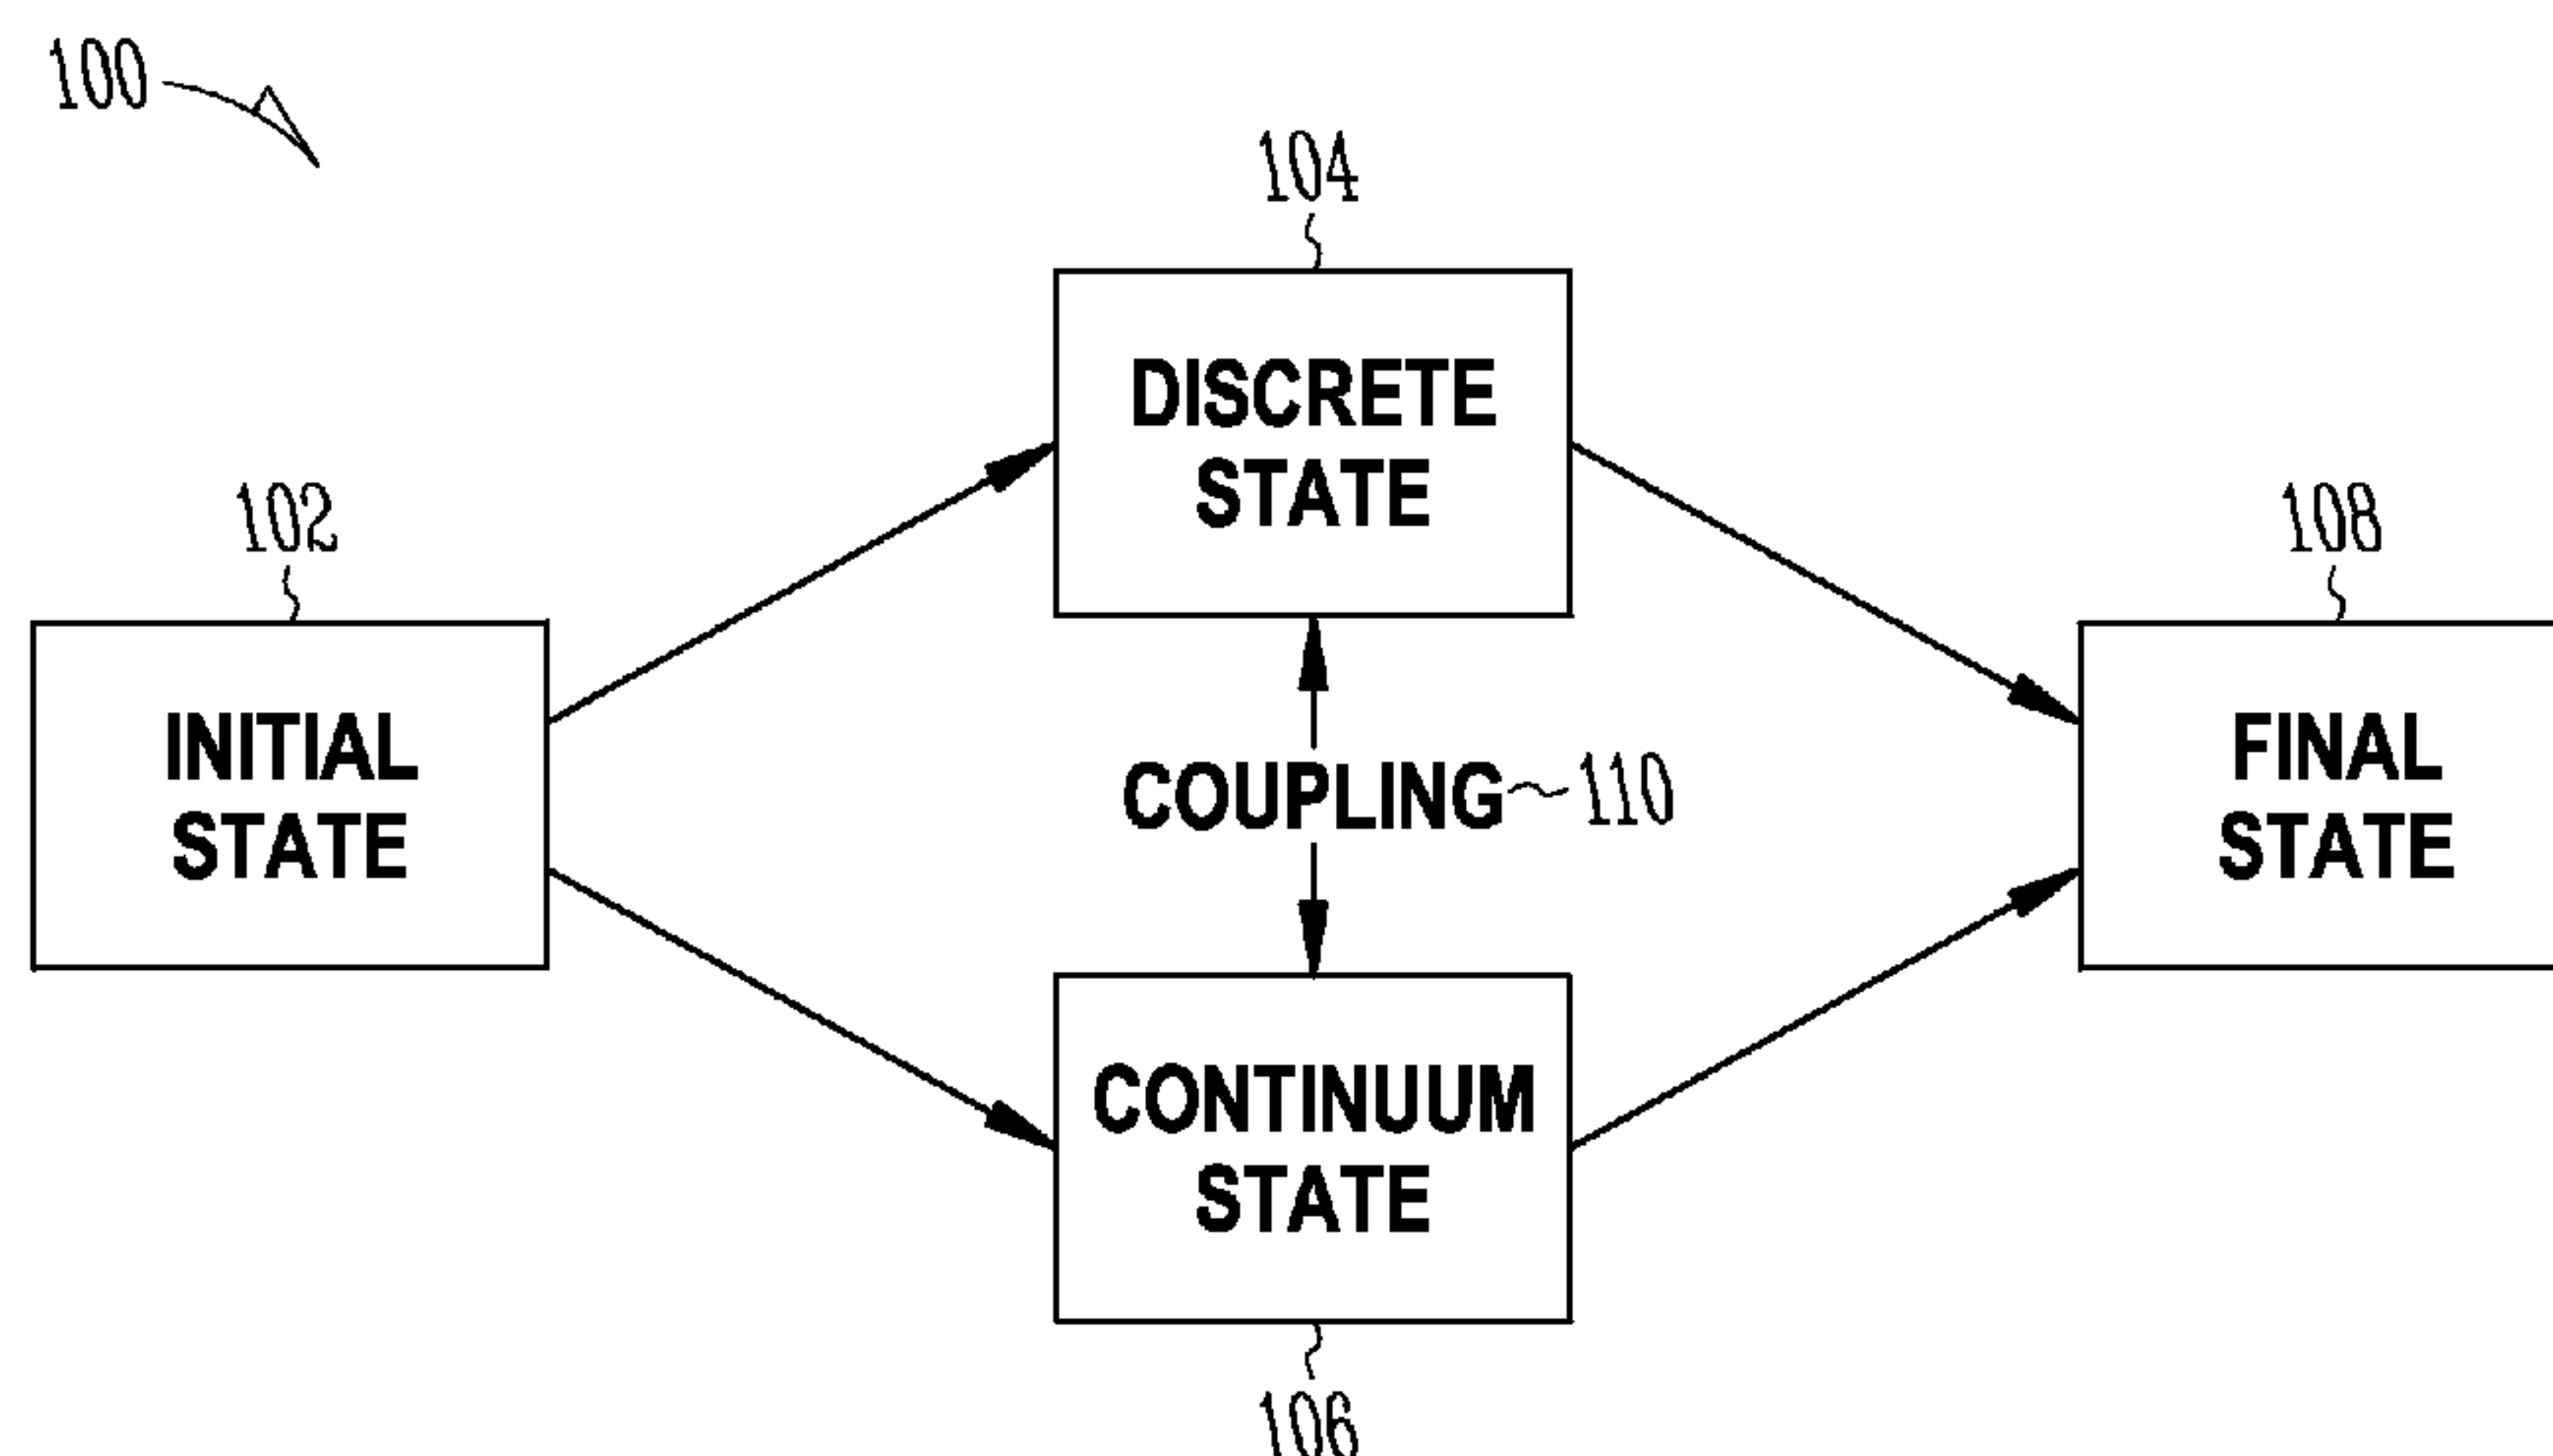 100
104
DISCRETE
STATE
102
INITIAL
STATE
108
FINAL
STATE
COUPLING 110
CONTINUUM
STATE
106